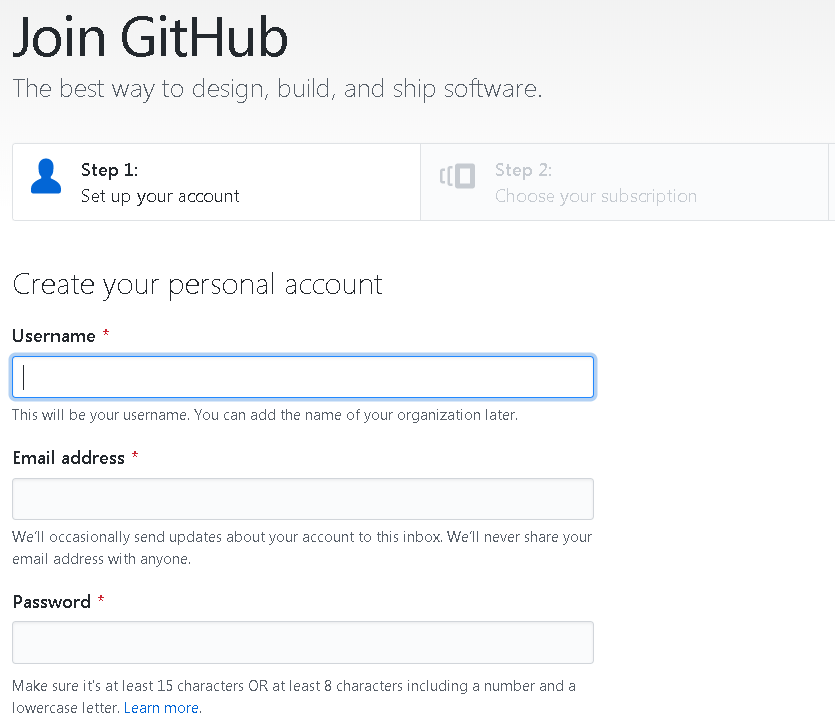 Join GitHub
The best way to design, build, and ship software.
Step 1:
Set up your account
Step 2:
Choose your subscription
Create your personal account
Username *
This will be your username. You can add the name of your organization later.
Email address *
We’ll occasionally send updates about your account to this inbox. We’ll never share your
email address with anyone.
Password *
Make sure it's at least 15 characters OR at least 8 characters including a number and a
lowercase letter. Learn more.